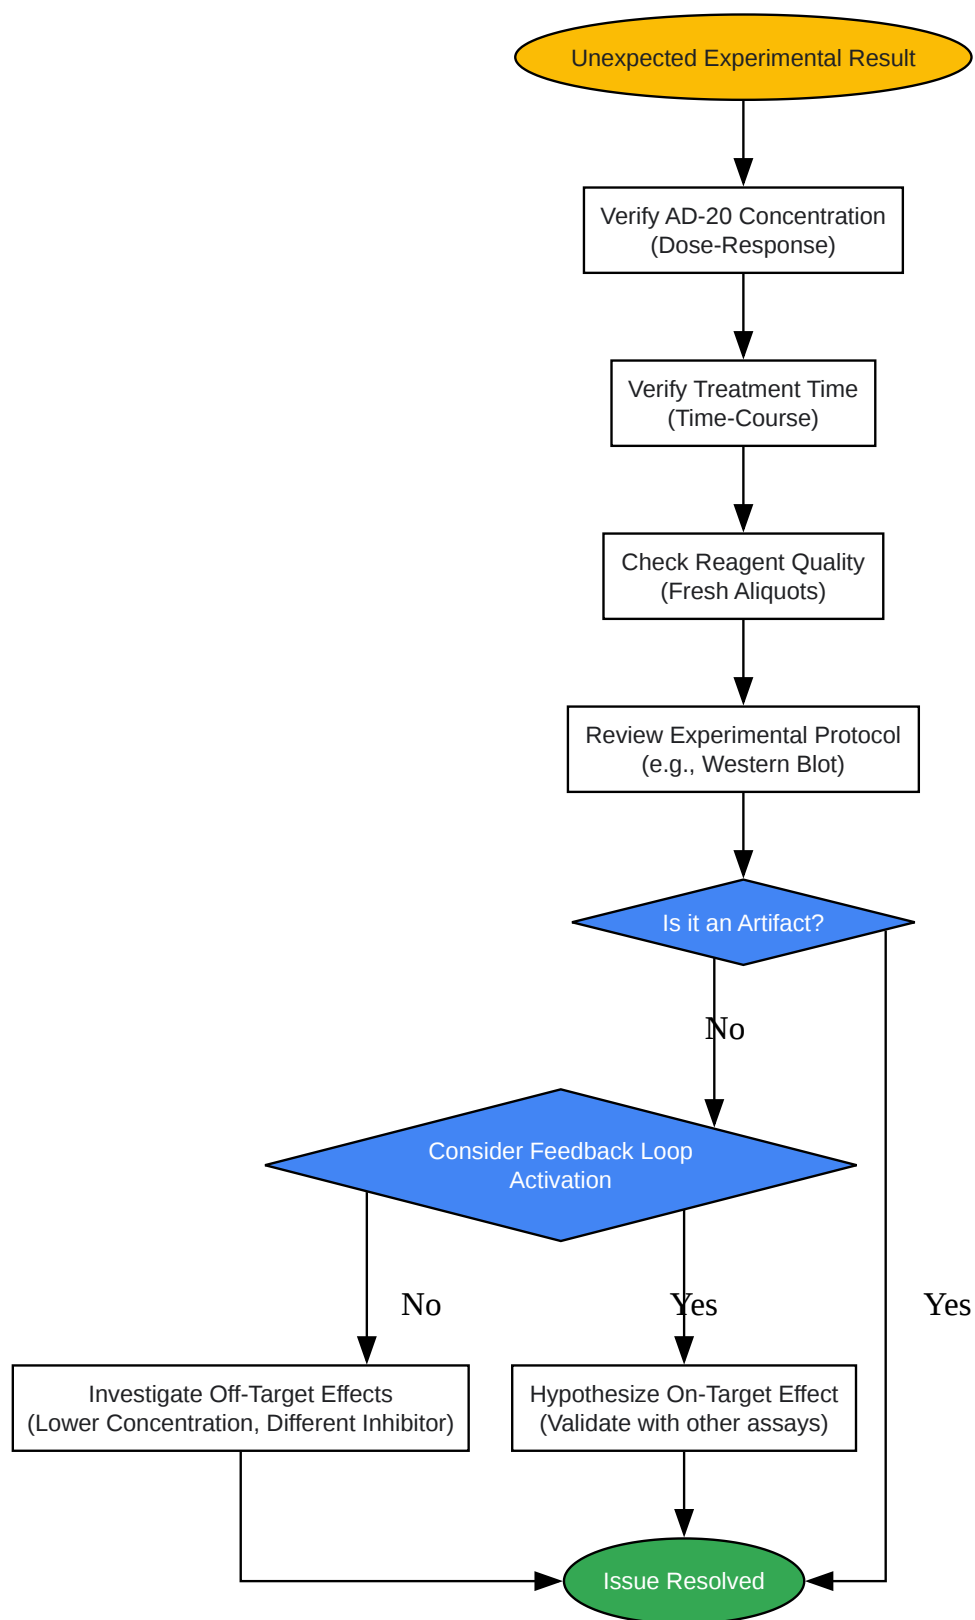 Unexpected Experimental Result
Verify AD-20 Concentration
(Dose-Response)
Verify Treatment Time
(Time-Course)
Check Reagent Quality
(Fresh Aliquots)
Review Experimental Protocol
(e.g., Western Blot)
Is it an Artifact?
No
Consider Feedback Loop
Activation
No
Yes
Yes
Investigate Off-Target Effects
(Lower Concentration, Different Inhibitor)
Hypothesize On-Target Effect
(Validate with other assays)
Issue Resolved